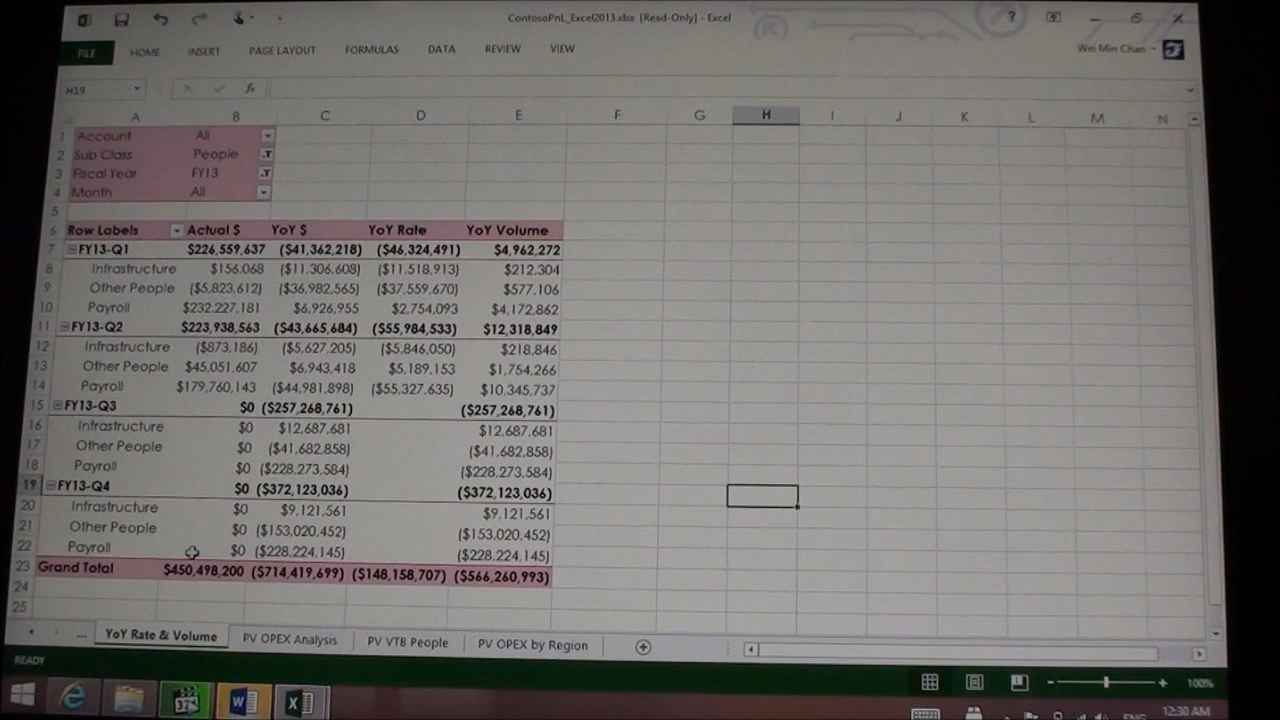 ContosoPnL_Excel2013.xlsx [Read-Only] - Excel
?
FILE HOME INSERT PAGE LAYOUT FORMULAS DATA REVIEW VIEW Wei Min Chan
H19 fx
A B C D E F G H I J K L M N
1 Account All
2 Sub Class People
3 Fiscal Year FY13
4 Month All
5
6 Row Labels Actual $ YoY $ YoY Rate YoY Volume
7 FY13-Q1 $226,559,637 ($41,362,218) ($46,324,491) $4,962,272
8 Infrastructure $156,068 ($11,306,608) ($11,518,913) $212,304
9 Other People ($5,823,612) ($36,982,565) ($37,559,670) $577,106
10 Payroll $232,227,181 $6,926,955 $2,754,093 $4,172,862
11 FY13-Q2 $223,938,563 ($43,665,684) ($55,984,533) $12,318,849
12 Infrastructure ($873,186) ($5,627,205) ($5,846,050) $218,846
13 Other People $45,051,607 $6,943,418 $5,189,153 $1,754,266
14 Payroll $179,760,143 ($44,981,898) ($55,327,635) $10,345,737
15 FY13-Q3 $0 ($257,268,761) ($257,268,761)
16 Infrastructure $0 $12,687,681 $12,687,681
17 Other People $0 ($41,682,858) ($41,682,858)
18 Payroll $0 ($228,273,584) ($228,273,584)
19 FY13-Q4 $0 ($372,123,036) ($372,123,036)
20 Infrastructure $0 $9,121,561 $9,121,561
21 Other People $0 ($153,020,452) ($153,020,452)
22 Payroll $0 ($228,224,145) ($228,224,145)
23 Grand Total $450,498,200 ($714,419,699) ($148,158,707) ($566,260,993)
24
25
... YoY Rate & Volume PV OPEX Analysis PV VTB People PV OPEX by Region
READY 100%
12:30 AM